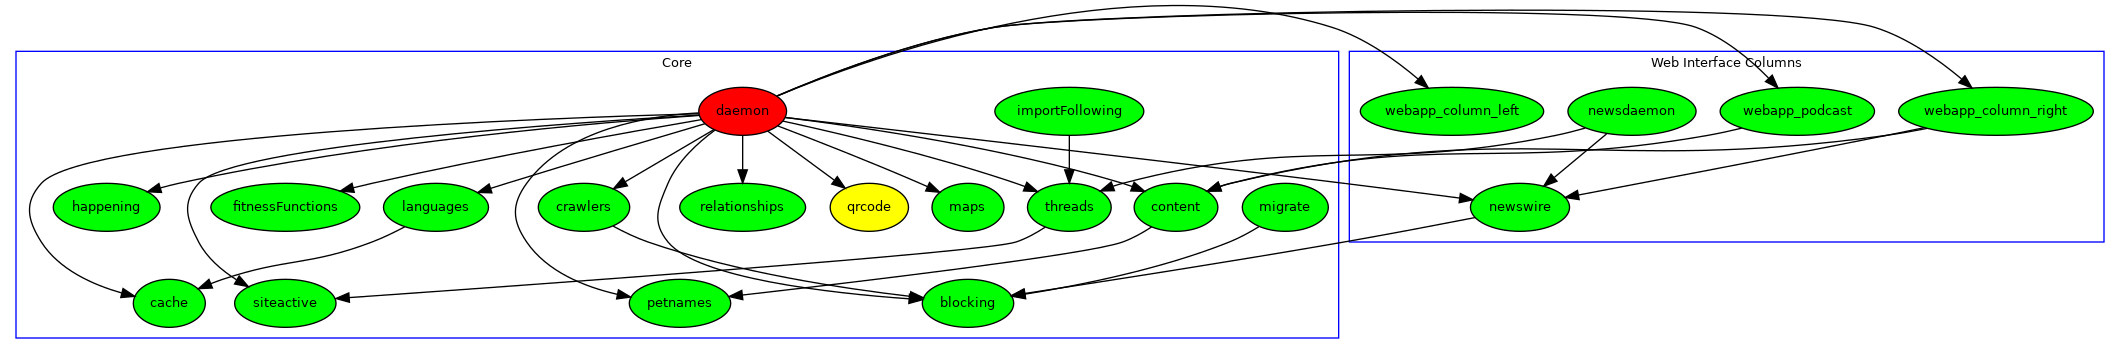 Core
Web Interface Columns
daemon
importFollowing
webapp_column_left
newsdaemon
webapp_podcast
webapp_column_right
happening
fitnessFunctions
languages
crawlers
relationships
qrcode
maps
threads
content
migrate
newswire
cache
siteactive
petnames
blocking